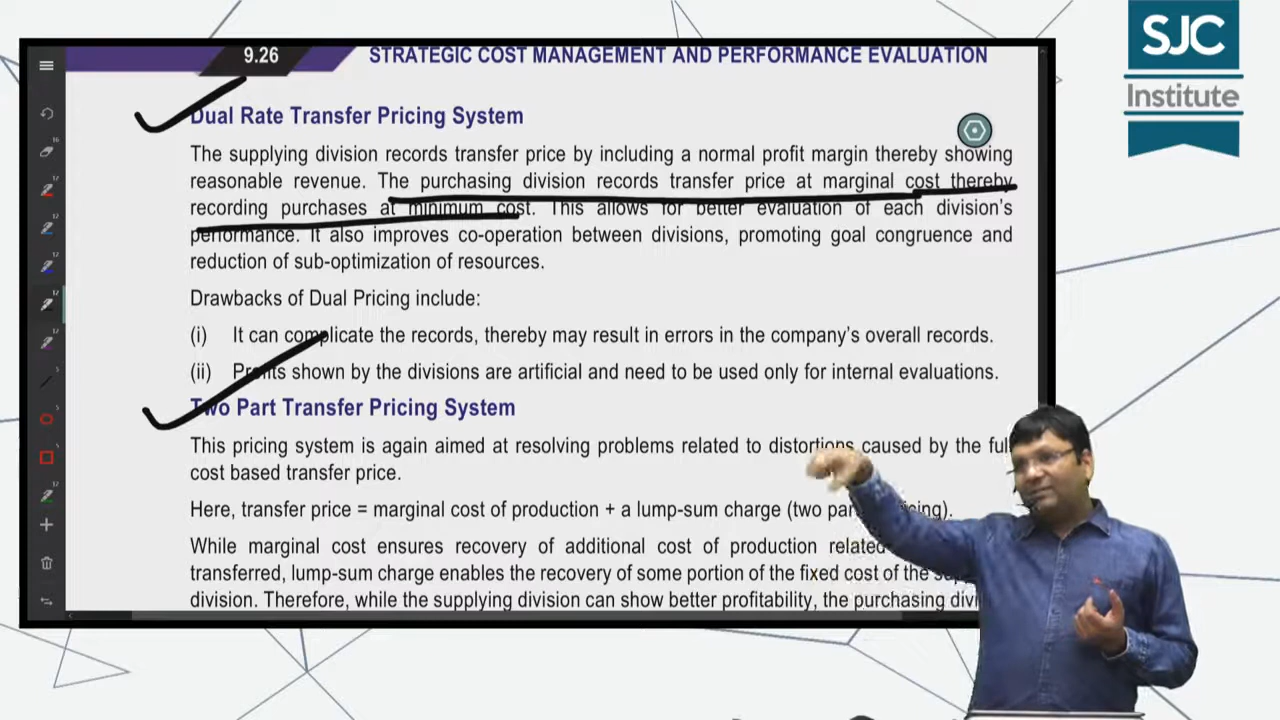 SJC
Institute
9.26 STRATEGIC COST MANAGEMENT AND PERFORMANCE EVALUATION
Dual Rate Transfer Pricing System
The supplying division records transfer price by including a normal profit margin thereby showing
reasonable revenue. The purchasing division records transfer price at marginal cost thereby
recording purchases at minimum cost. This allows for better evaluation of each division's
performance. It also improves co-operation between divisions, promoting goal congruence and
reduction of sub-optimization of resources.
Drawbacks of Dual Pricing include:
(i) It can complicate the records, thereby may result in errors in the company's overall records.
(ii) Profits shown by the divisions are artificial and need to be used only for internal evaluations.
Two Part Transfer Pricing System
This pricing system is again aimed at resolving problems related to distortions caused by the full
cost based transfer price.
Here, transfer price = marginal cost of production + a lump-sum charge (two part
While marginal cost ensures recovery of additional cost of production related
transferred, lump-sum charge enables the recovery of some portion of the fixed cost of the
division. Therefore, while the supplying division can show better profitability, the purchasing